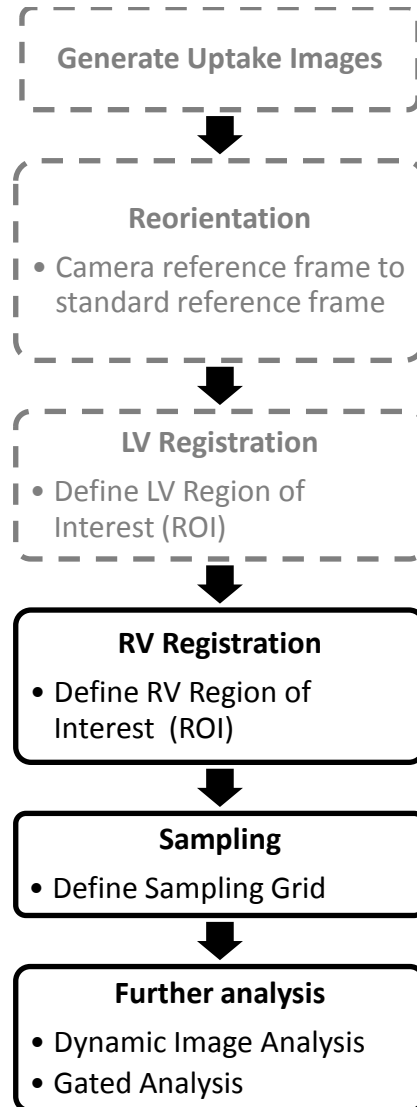 Generate Uptake Images
Reorientation
• Camera reference frame to
standard reference frame
LV Registration
• Define LV Region of
Interest (ROI)
RV Registration
• Define RV Region of
Interest (ROI)
Sampling
• Define Sampling Grid
Further analysis
• Dynamic Image Analysis
• Gated Analysis